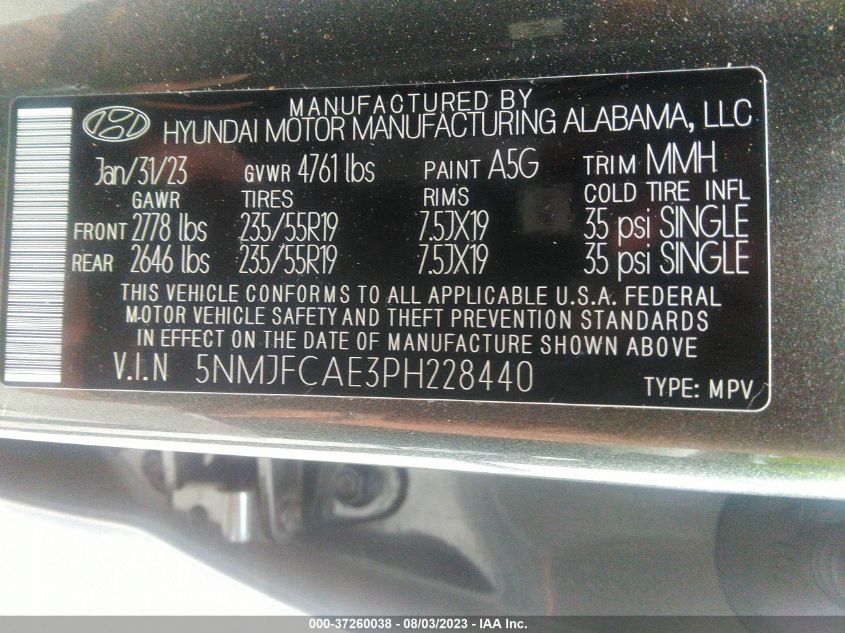 MANUFACTURED BY
HYUNDAI MOTOR MANUFACTURING ALABAMA, LLC
Jan/31/23 GVWR 4761 lbs PAINT A5G TRIM MMH
GAWR TIRES RIMS COLD TIRE INFL
FRONT 2778 lbs 235/55R19 7.5JX19 35 psi SINGLE
REAR 2646 lbs 235/55R19 7.5JX19 35 psi SINGLE
THIS VEHICLE CONFORMS TO ALL APPLICABLE U.S.A. FEDERAL
MOTOR VEHICLE SAFETY AND THEFT PREVENTION STANDARDS
IN EFFECT ON THE DATE OF MANUFACTURE SHOWN ABOVE
V.I.N 5NMJFCAE3PH228440 TYPE: MPV
000-37260038 - 08/03/2023 - IAA Inc.